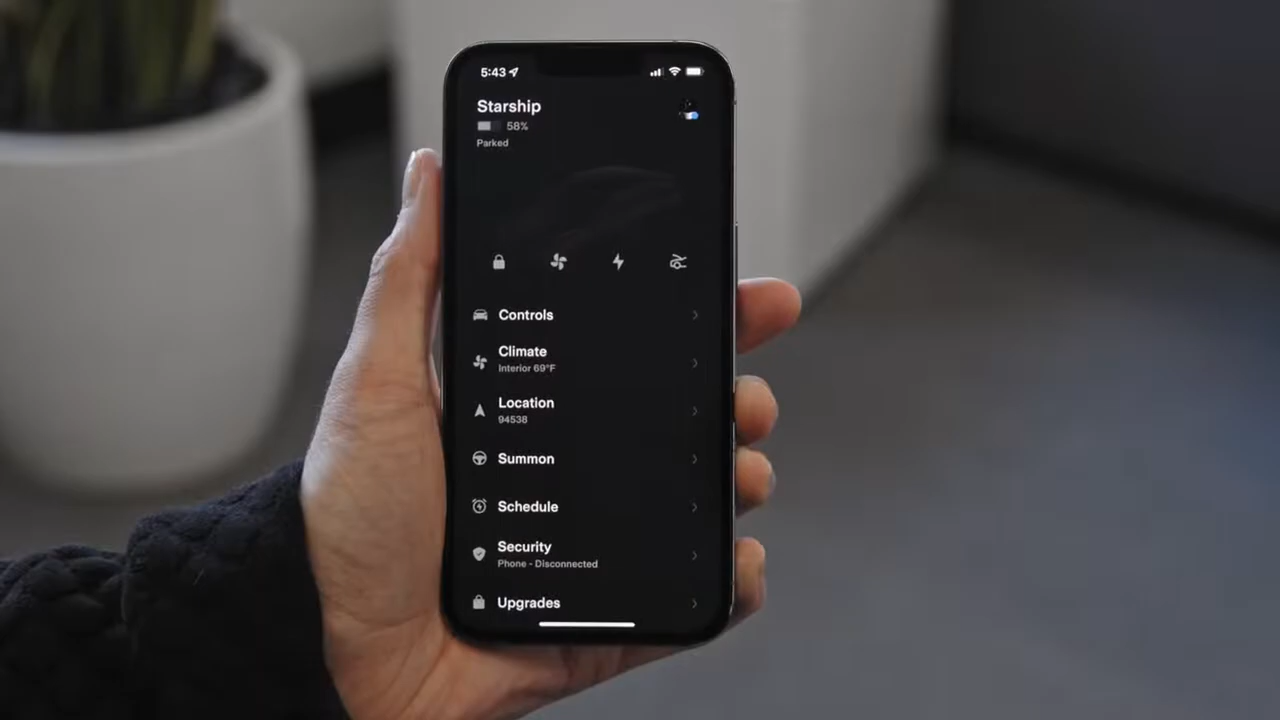 5:43
Starship
58%
Parked
Controls
Climate
Interior 69°F
Location
94538
Summon
Schedule
Security
Phone - Disconnected
Upgrades